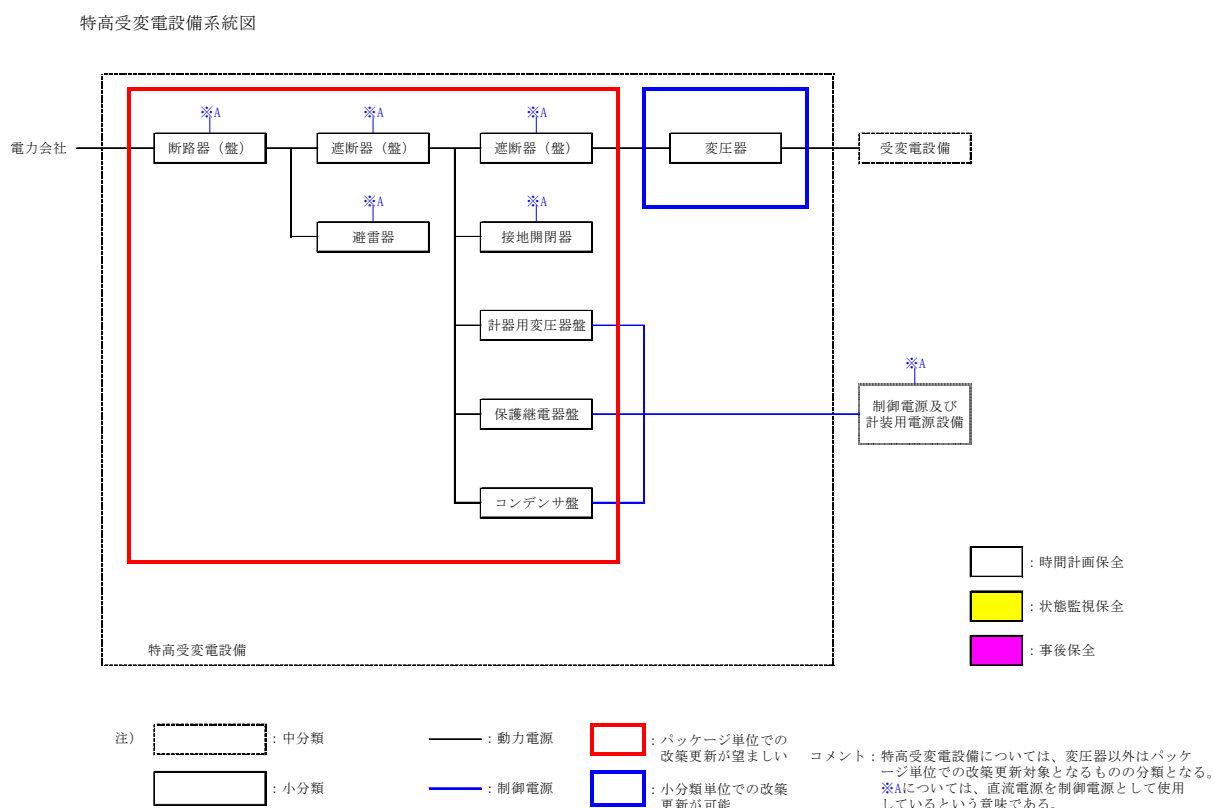 特高受変電設備系統図
※A
※A
※A
電力会社
断路器（盤）
遮断器（盤）
遮断器（盤）
変圧器
受変電設備
※A
※A
避雷器
接地開閉器
計器用変圧器盤
※A
保護継電器盤
制御電源及び
計装用電源設備
コンデンサ盤
：時間計画保全
：状態監視保全
特高受変電設備
：事後保全
注）
：中分類
：動力電源
：パッケージ単位での
改築更新が望ましい
：小分類
：制御電源
：小分類単位での改築
更新が可能
コメント：特高受変電設備については、変圧器以外はパッケ
ージ単位での改築更新対象となるものの分類となる。
※Aについては、直流電源を制御電源として使用
しているという意味である。